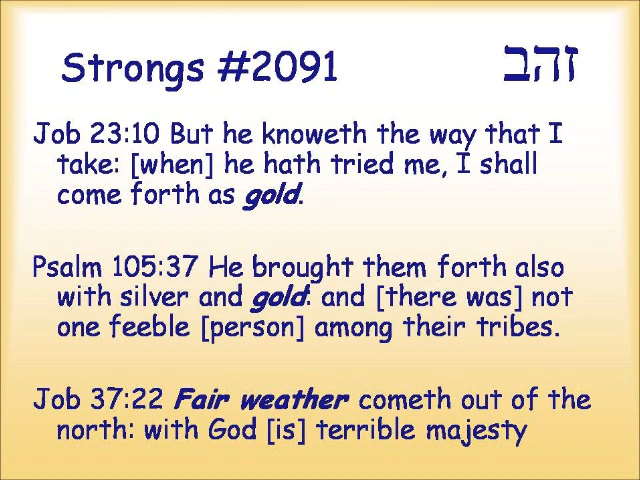 Strongs #2091 זהב
Job 23:10 But he knoweth the way that I
take: [when] he hath tried me, I shall
come forth as gold.
Psalm 105:37 He brought them forth also
with silver and gold: and [there was] not
one feeble [person] among their tribes.
Job 37:22 Fair weather cometh out of the
north: with God [is] terrible majesty